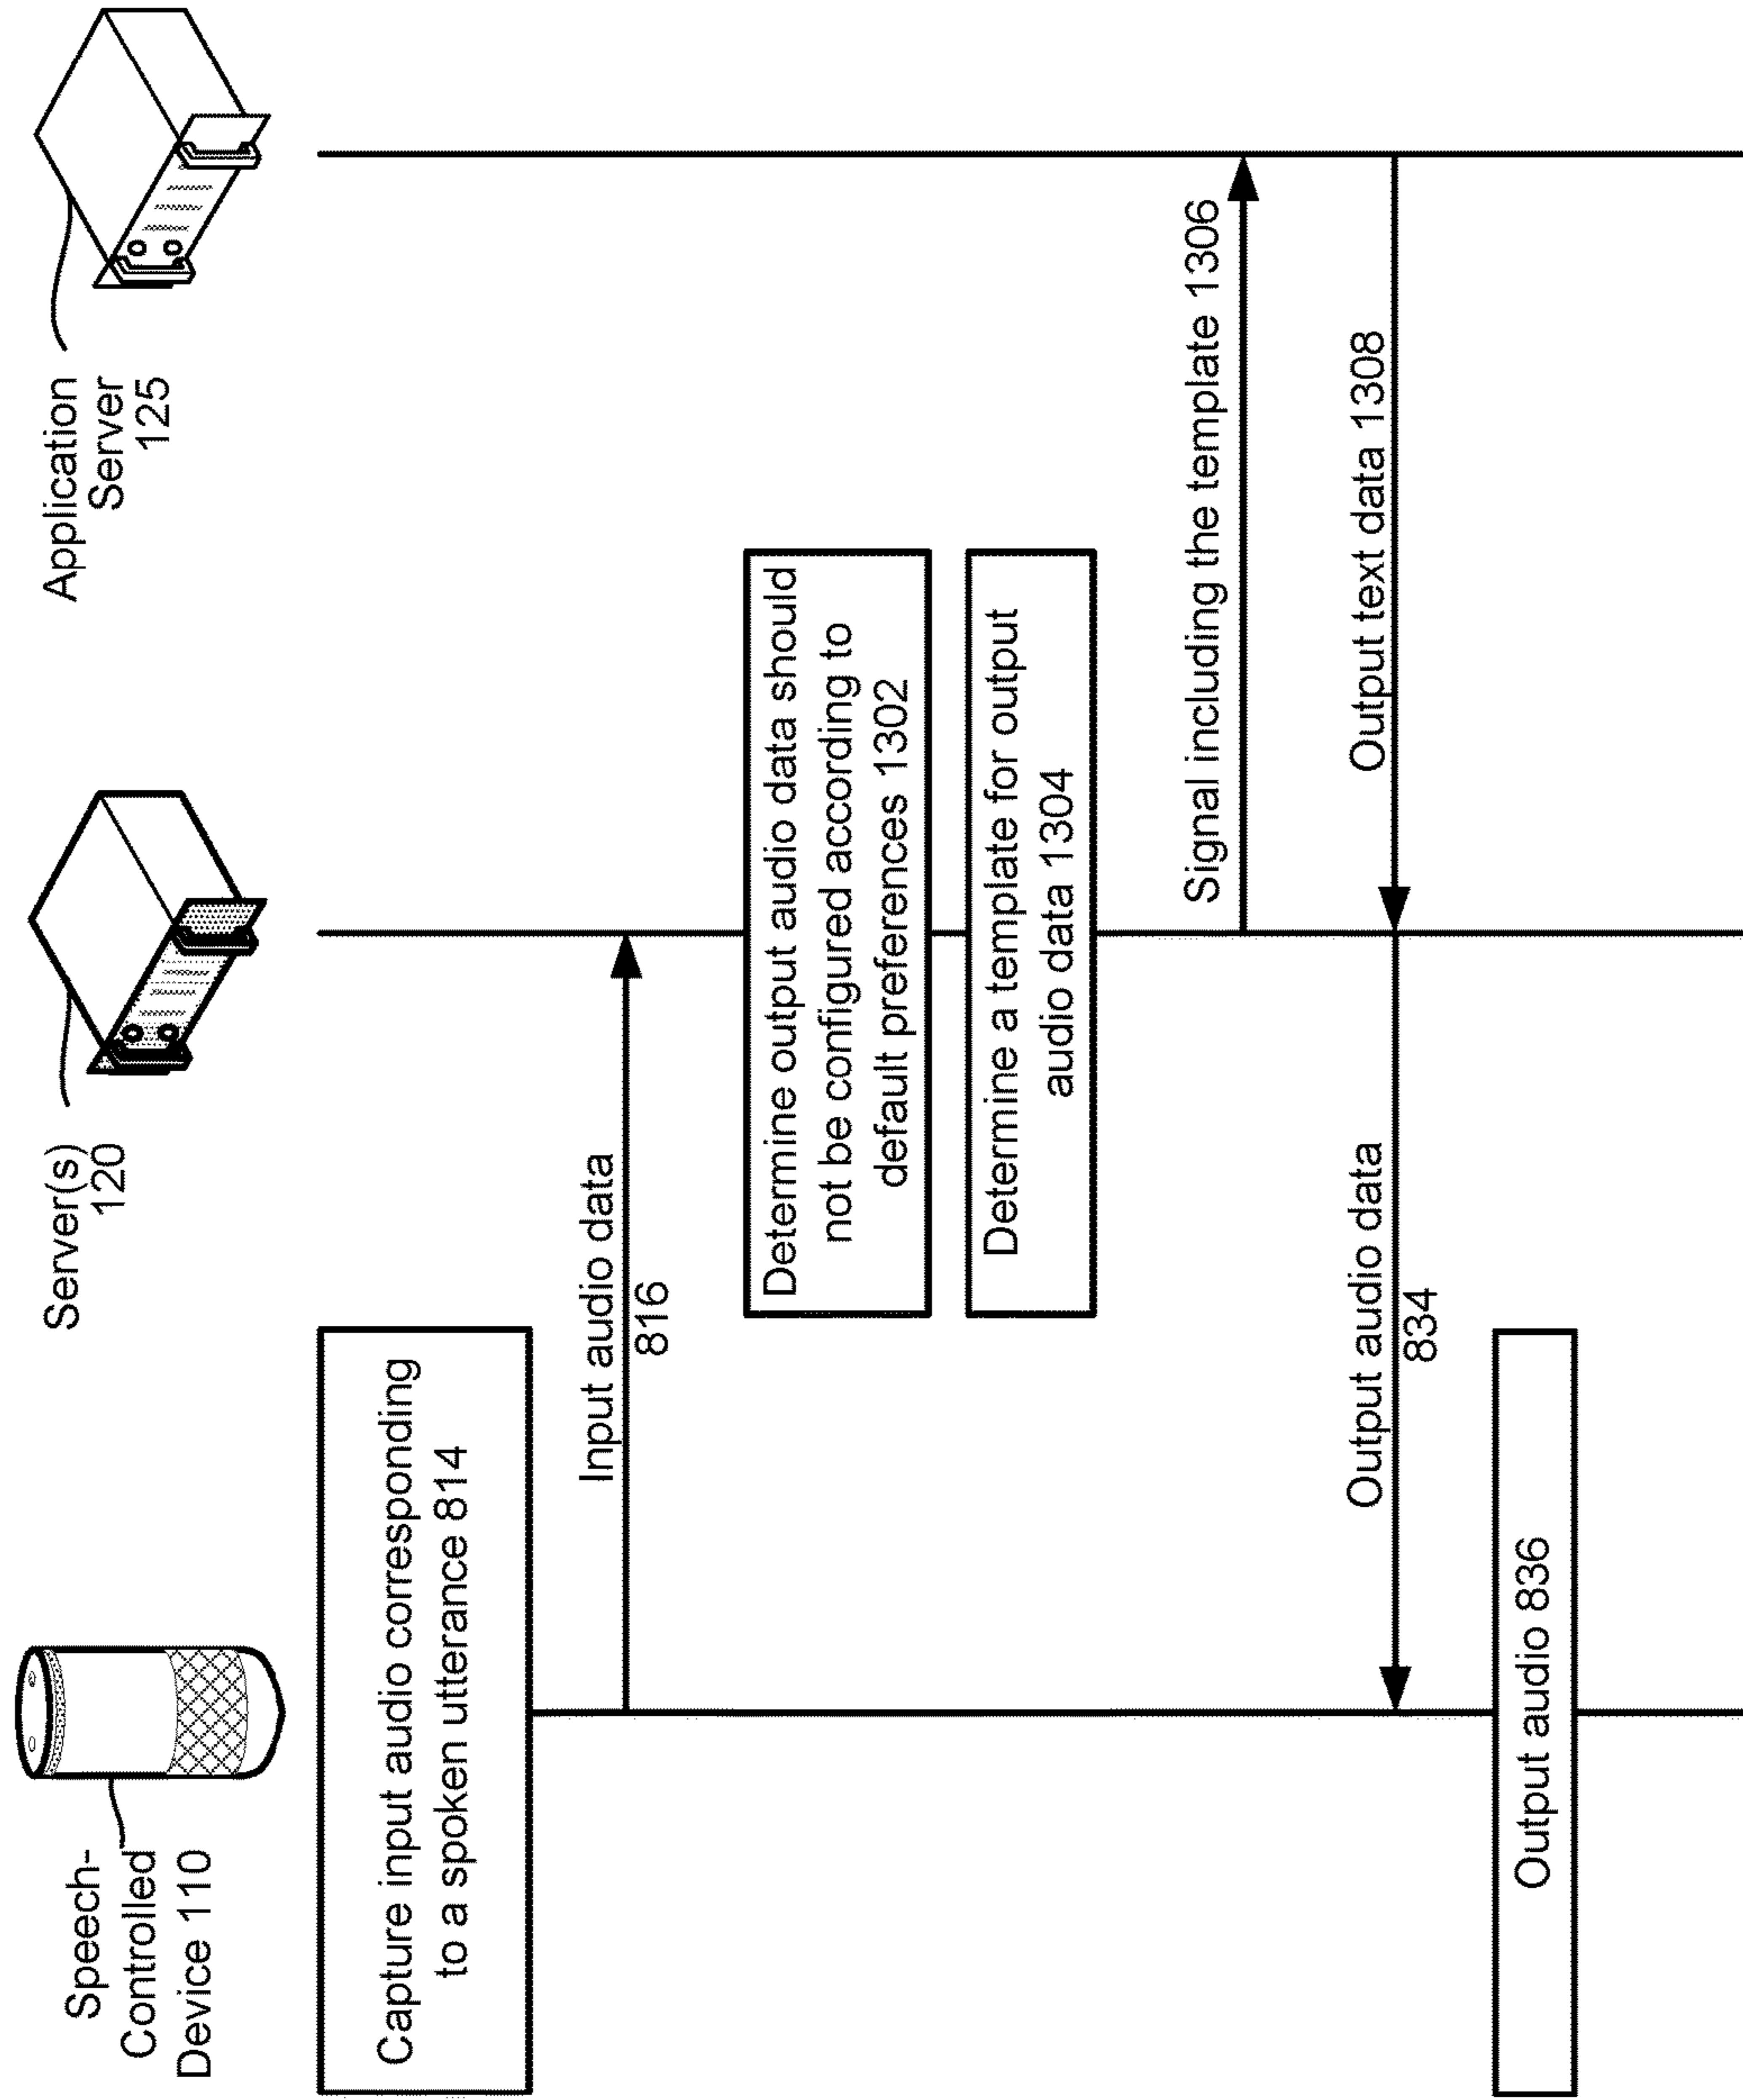 Speech-
Controlled
Device 110
Server(s)
120
Application
Server
125
Capture input audio corresponding
to a spoken utterance 814
Input audio data
816
Determine output audio data should
not be configured according to
default preferences 1302
Determine a template for output
audio data 1304
Signal including the template 1306
Output text data 1308
Output audio data
834
Output audio 836